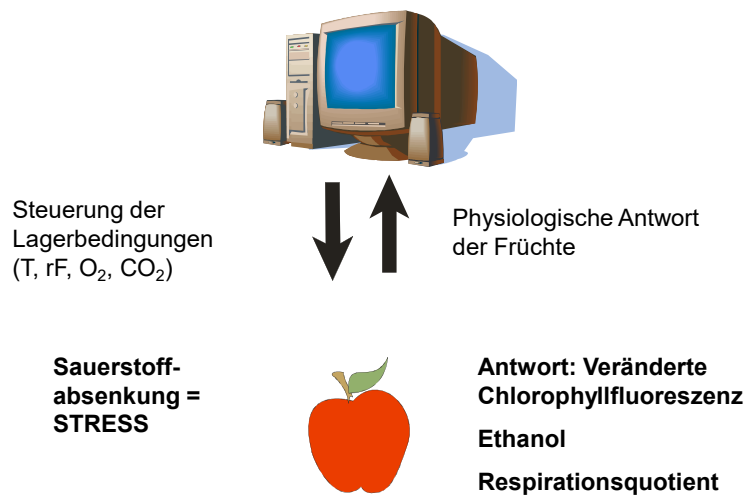 Steuerung der
Lagerbedingungen
(T, rF, O₂, CO₂)
Physiologische Antwort
der Früchte
Sauerstoff-
absenkung =
STRESS
Antwort: Veränderte
Chlorophyllfluoreszenz
Ethanol
Respirationsquotient